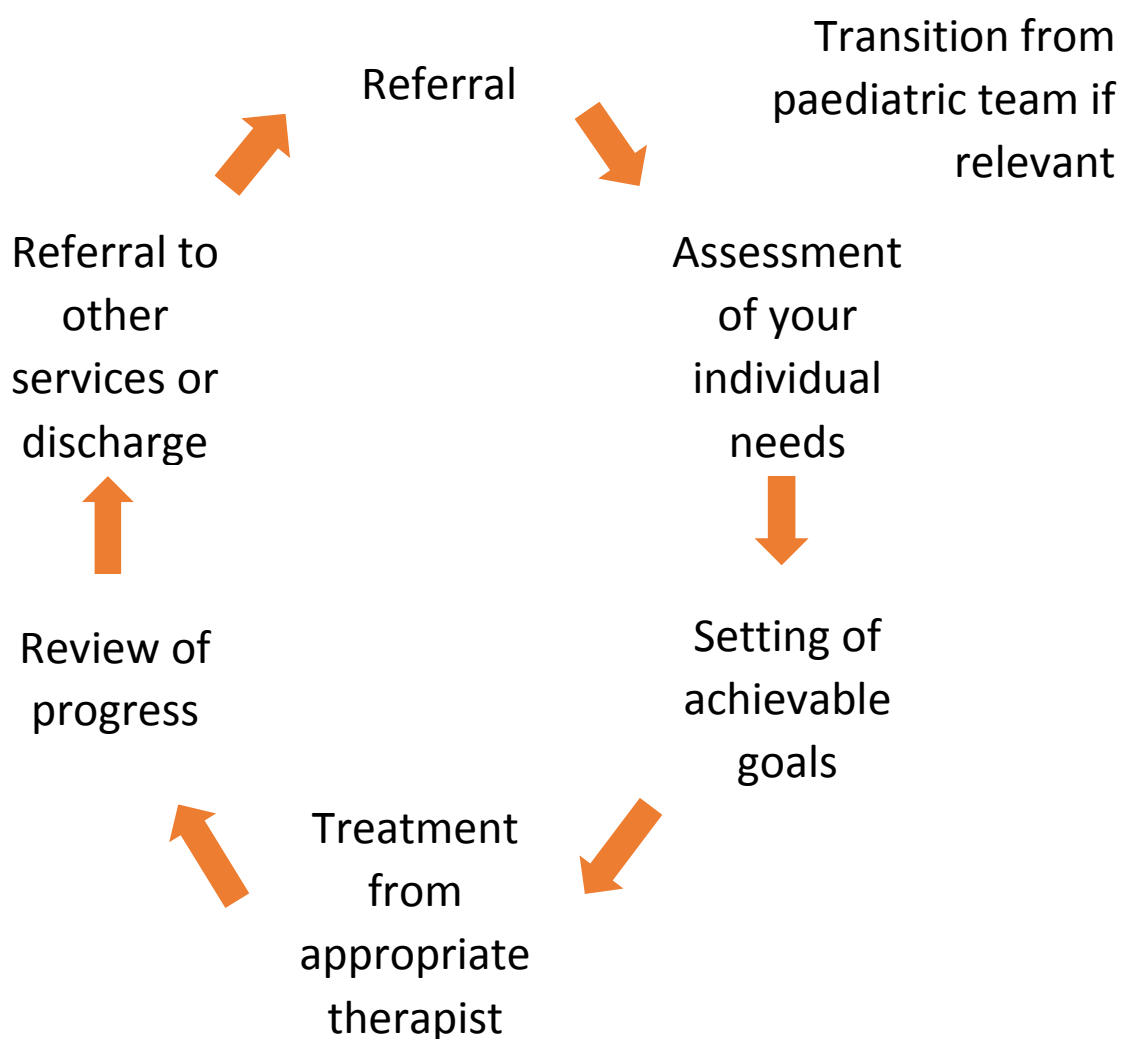 Referral
Transition from
paediatric team if
relevant
Assessment
of your
individual
needs
Setting of
achievable
goals
Treatment
from
appropriate
therapist
Review of
progress
Referral to
other
services or
discharge